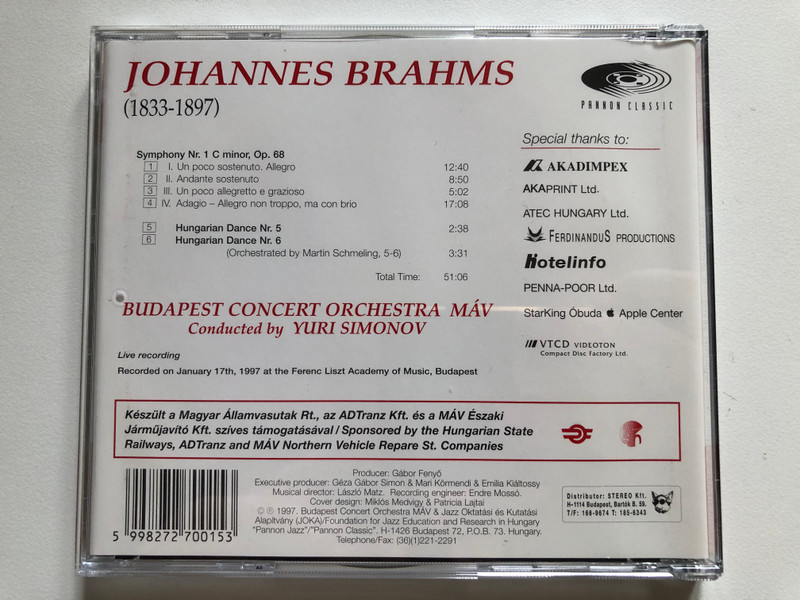 JOHANNES BRAHMS
(1833-1897)
PANNON CLASSIC
Symphony Nr. 1 C minor, Op. 68
1 I. Un poco sostenuto. Allegro 12:40
2 II. Andante sostenuto 8:50
3 III. Un poco allegretto e grazioso 5:02
4 IV. Adagio – Allegro non troppo, ma con brio 17:08
5 Hungarian Dance Nr. 5 2:38
6 Hungarian Dance Nr. 6
(Orchestrated by Martin Schmeling, 5-6) 3:31
Total Time: 51:06
BUDAPEST CONCERT ORCHESTRA MÁV
Conducted by YURI SIMONOV
Live recording
Recorded on January 17th, 1997 at the Ferenc Liszt Academy of Music, Budapest
Special thanks to:
AKADIMPEX
AKAPRINT Ltd.
ATEC HUNGARY Ltd.
FERDINANDUS PRODUCTIONS
Hotelinfo
PENNA-POOR Ltd.
StarKing Óbuda Apple Center
VTCD VIDEOTON
Compact Disc Factory Ltd.
Készült a Magyar Államvasutak Rt., az ADTranz Kft. és a MÁV Északi
Járműjavító Kft. szíves támogatásával / Sponsored by the Hungarian State
Railways, ADTranz and MÁV Northern Vehicle Repare St. Companies
Producer: Gábor Fenyő
Executive producer: Géza Gábor Simon & Mari Körmendi & Emilia Kiáltossy
Musical director: László Matz. Recording engineer: Endre Mossó.
Cover design: Miklós Medvigy & Patricia Lajtai
© ℗ 1997. Budapest Concert Orchestra MÁV & Jazz Oktatási és Kutatási
Alapítvány (JOKA)/Foundation for Jazz Education and Research in Hungary
"Pannon Jazz"/"Pannon Classic". H-1426 Budapest 72, P.O.B. 73. Hungary.
Telephone/Fax: (36)(1)221-2291
5 998272 700153
Distributor: STEREO Kft.
H-1114 Budapest, Bartók B. 59.
T/F: 166-9674 T: 185-6343